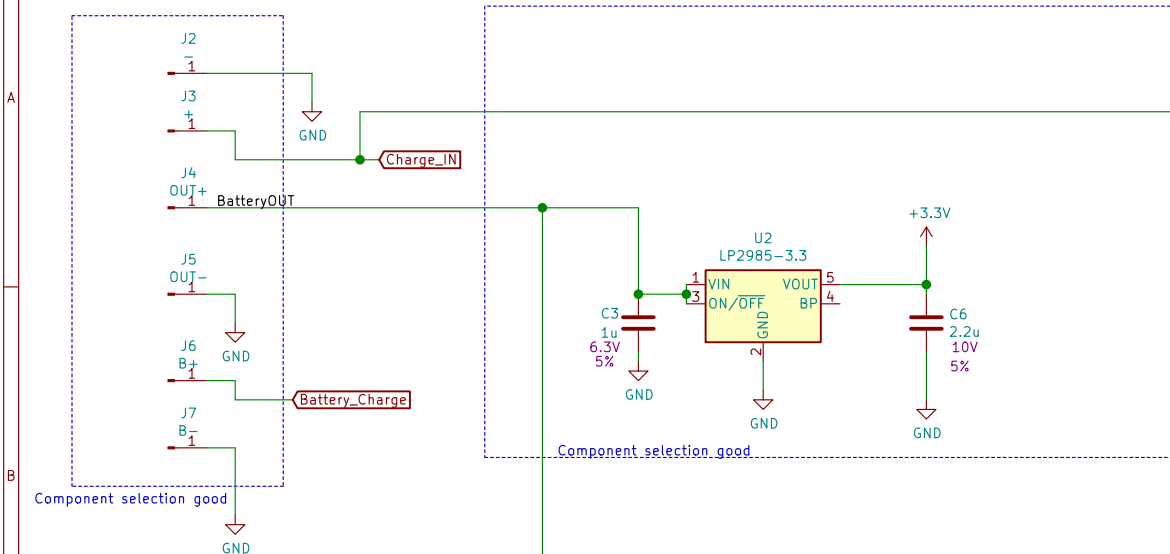 A
B
J2
−
1
J3
+
1
GND
Charge_IN
J4
OUT+
1
BatteryOUT
J5
OUT−
1
GND
J6
B+
1
Battery_Charge
J7
B−
1
Component selection good
GND
+3.3V
U2
LP2985−3.3
1
VIN
VOUT
5
3
ON/OFF
BP
4
GND
2
C3
1u
6.3V
5%
GND
C6
2.2u
10V
5%
GND
GND
Component selection good